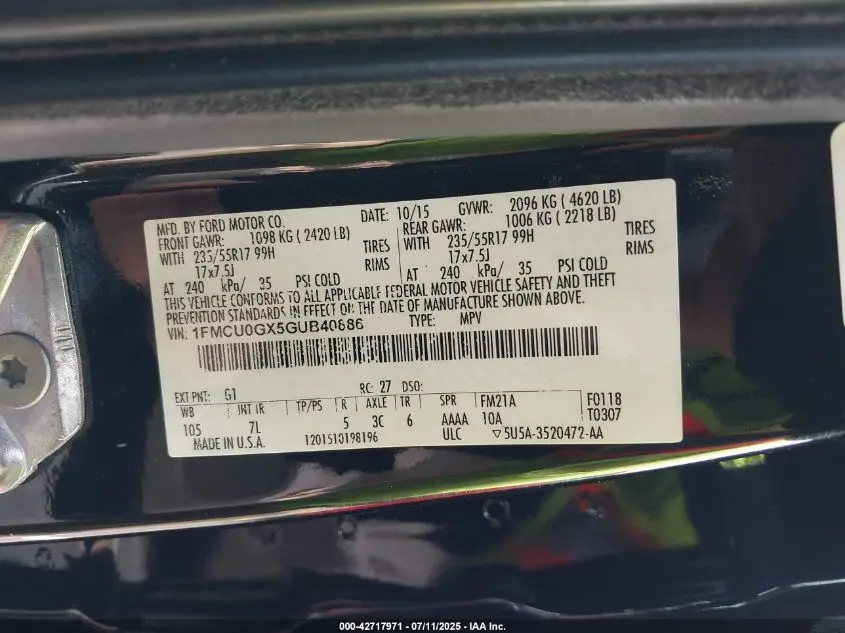 MFD. BY FORD MOTOR CO. DATE: 10/15 GVWR: 2096 KG ( 4620 LB)
FRONT GAWR: 1098 KG ( 2420 LB) REAR GAWR: 1006 KG ( 2218 LB)
WITH 235/55R17 99H TIRES WITH 235/55R17 99H TIRES
17x7.5J RIMS 17x7.5J RIMS
AT 240 kPa/ 35 PSI COLD AT 240 kPa/ 35 PSI COLD
THIS VEHICLE CONFORMS TO ALL APPLICABLE FEDERAL MOTOR VEHICLE SAFETY AND THEFT
PREVENTION STANDARDS IN EFFECT ON THE DATE OF MANUFACTURE SHOWN ABOVE.
VIN: 1FMCU0GX5GUB40686 TYPE: MPV
EXT PNT: G1 RC: 27 DSO:
WB INT TR TP/PS R AXLE TR SPR FM21A F0118
105 7L 5 3C 6 AAAA 10A T0307
MADE IN U.S.A. 1201510198196 ULC ▽5U5A-3520472-AA
000-42717971 - 07/11/2025 - IAA Inc.